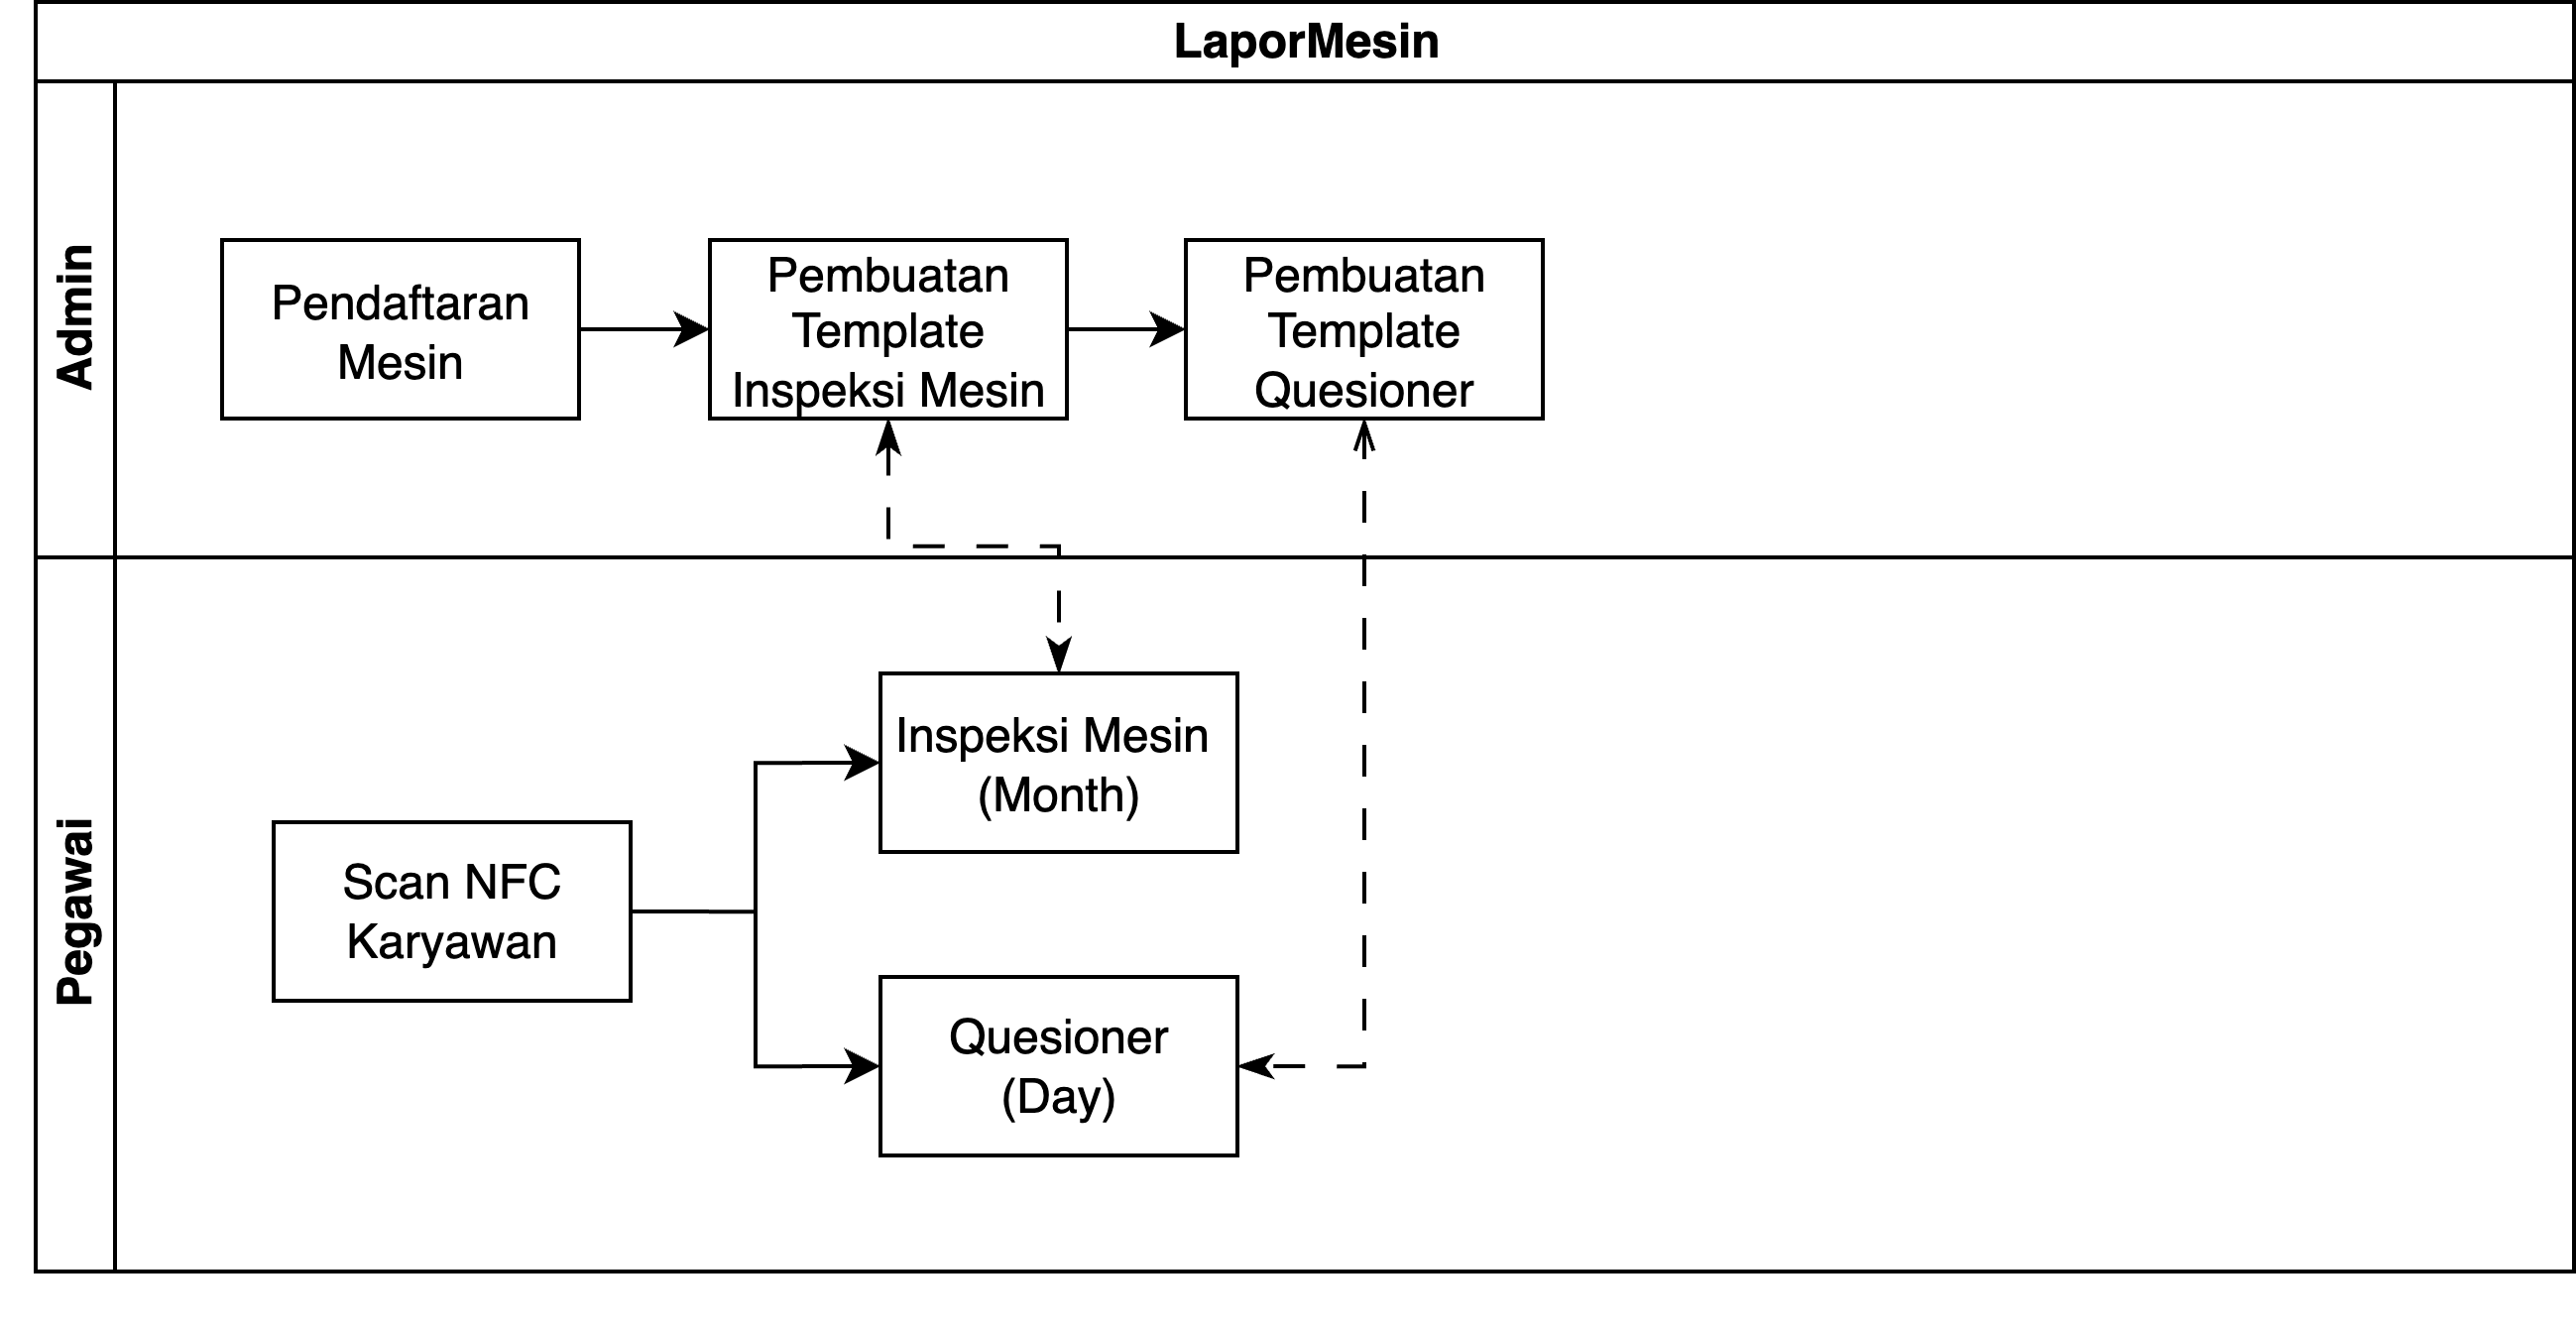 LaporMesin
Admin
Pendaftaran
Mesin
Pembuatan
Template
Inspeksi Mesin
Pembuatan
Template
Quesioner
Pegawai
Scan NFC
Karyawan
Inspeksi Mesin
(Month)
Quesioner
(Day)